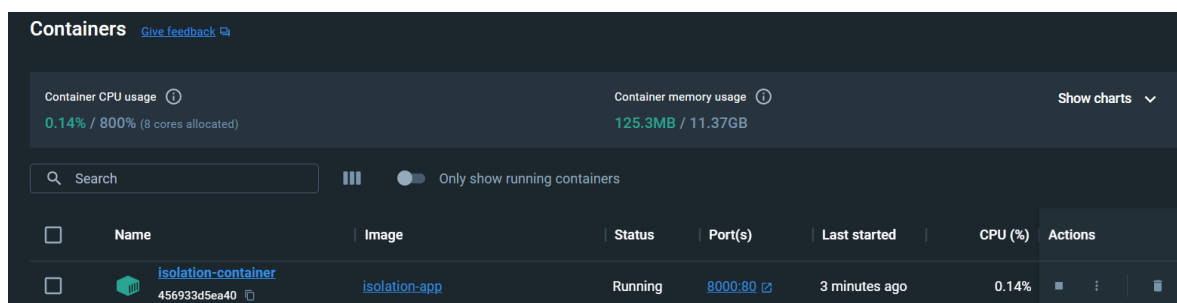 Containers Give feedback
Container CPU usage
Container memory usage
Show charts
0.14% / 800% (8 cores allocated)
125.3MB / 11.37GB
Search
Only show running containers
Name Image Status Port(s) Last started CPU (%) Actions
isolation-container
456933d5ea40
isolation-app Running 8000:80 3 minutes ago 0.14%